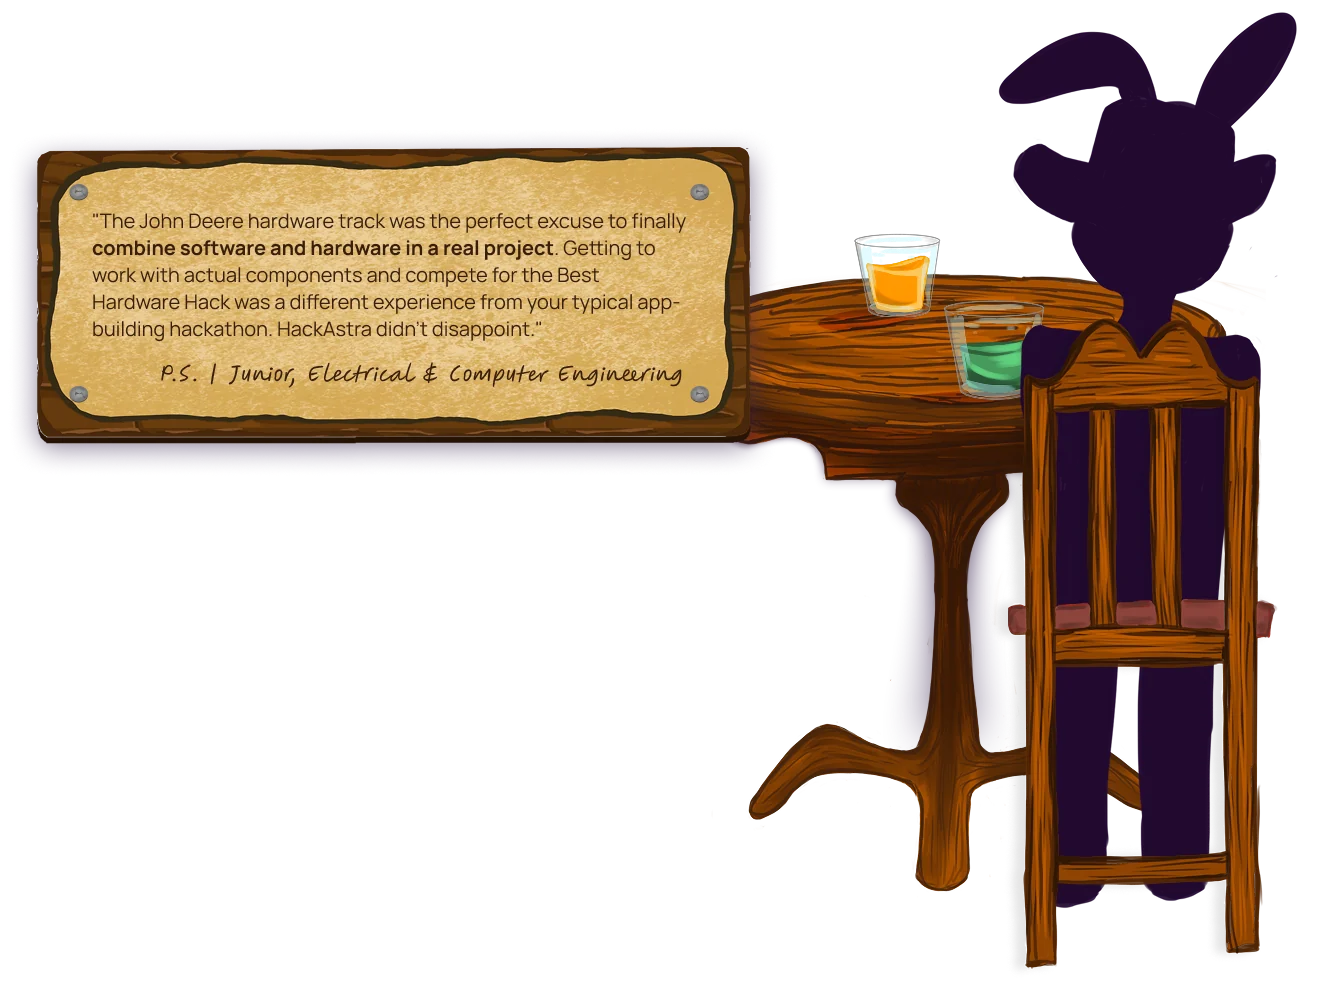 "The John Deere hardware track was the perfect excuse to finally
combine software and hardware in a real project. Getting to
work with actual components and compete for the Best
Hardware Hack was a different experience from your typical app-
building hackathon. HackAstra didn't disappoint."
P.S. | Junior, Electrical & Computer Engineering